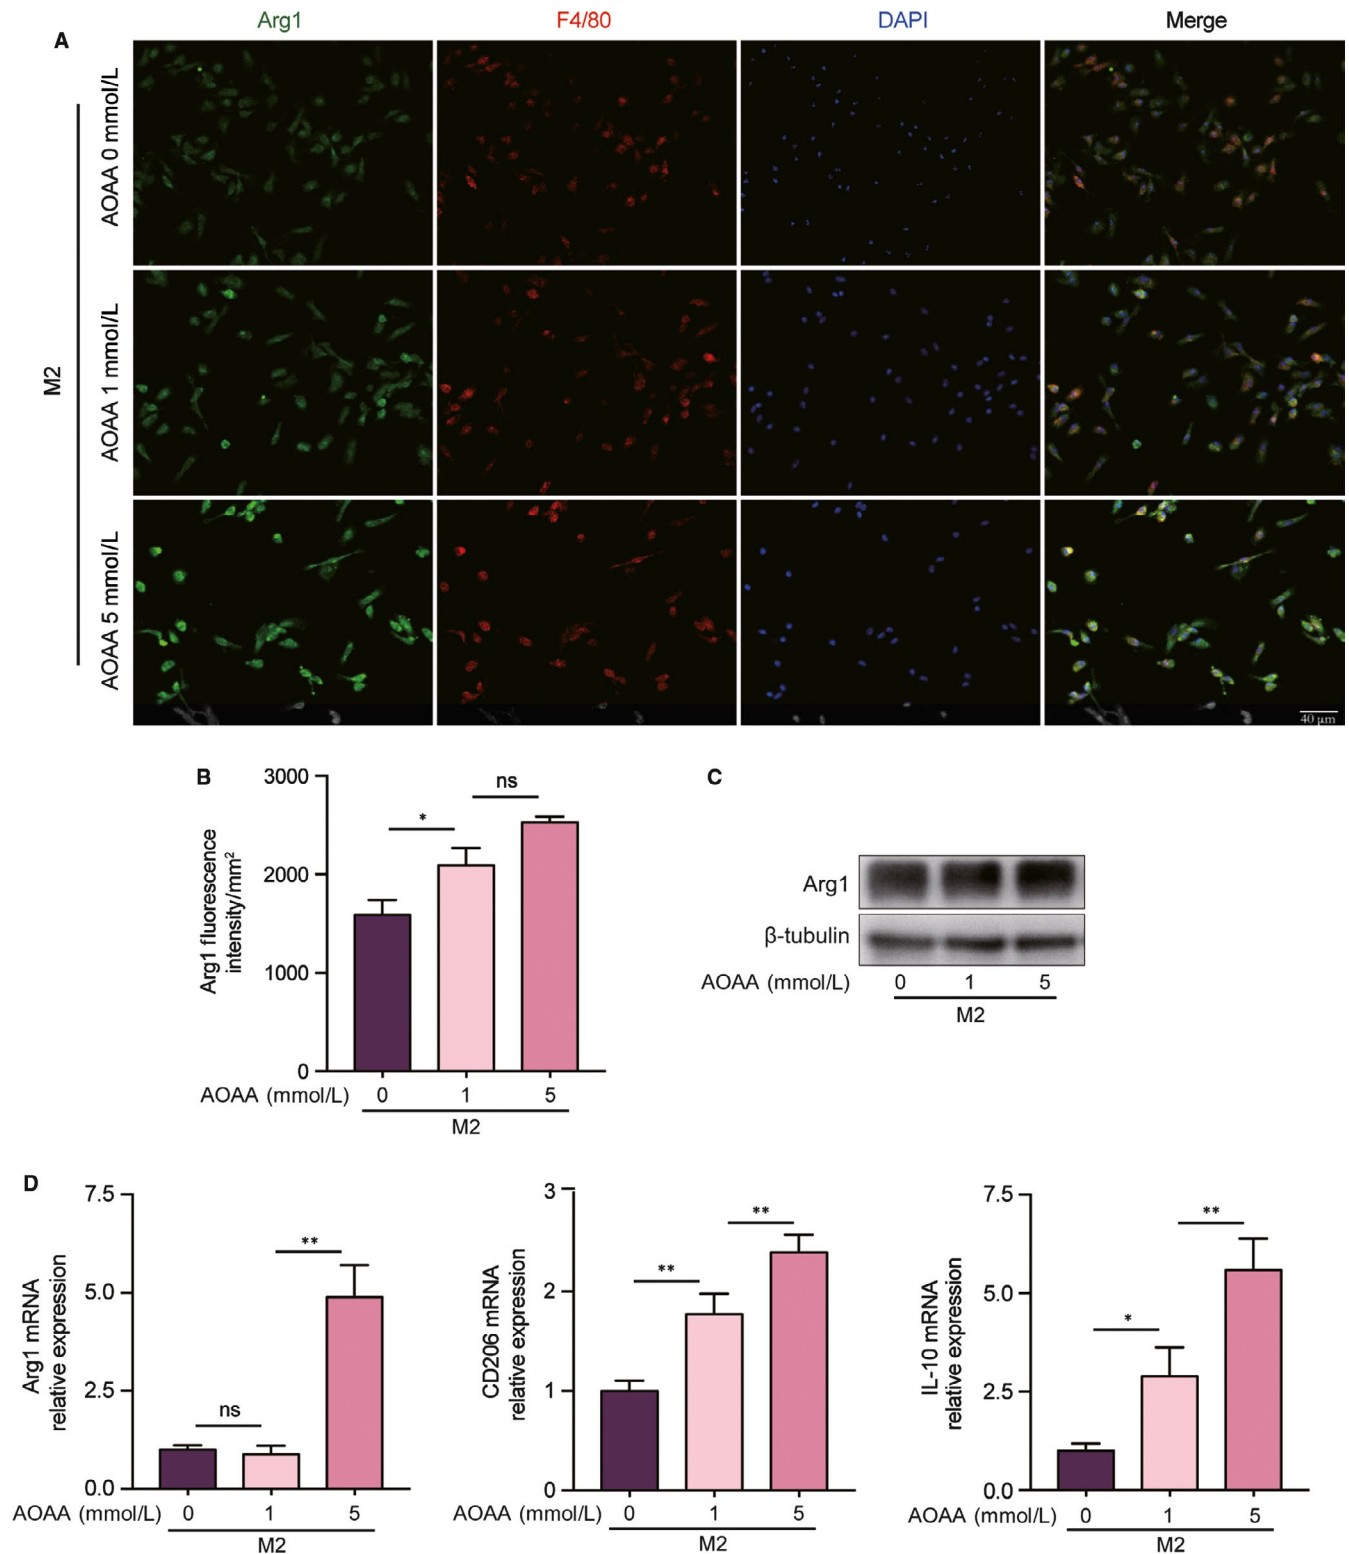 Arg1 F4/80 DAPI Merge
A
M2
AOAA 0 mmol/L
AOAA 1 mmol/L
AOAA 5 mmol/L
40 μm
B
Arg1 fluorescence
intensity/mm²
3000
2000
1000
0
* ns
AOAA (mmol/L) 0 1 5
M2
C
Arg1
β-tubulin
AOAA (mmol/L) 0 1 5
M2
D
Arg1 mRNA
relative expression
7.5
5.0
2.5
0.0
ns **
AOAA (mmol/L) 0 1 5
M2
CD206 mRNA
relative expression
3
2
1
0
** **
AOAA (mmol/L) 0 1 5
M2
IL-10 mRNA
relative expression
7.5
5.0
2.5
0.0
* **
AOAA (mmol/L) 0 1 5
M2